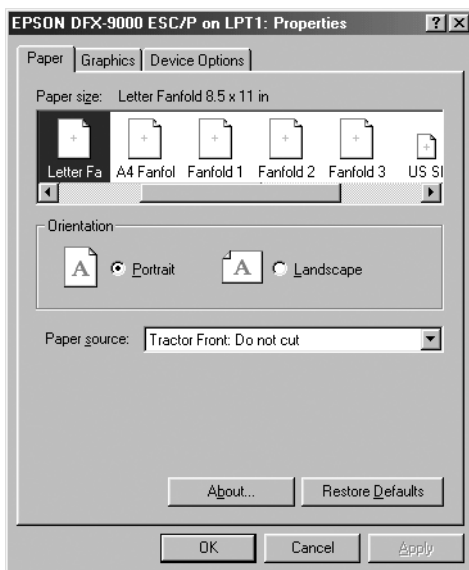 EPSON DFX-9000 ESC/P on LPT1: Properties
Paper Graphics Device Options
Paper size: Letter Fanfold 8.5 x 11 in
Letter Fa A4 Fanfol Fanfold 1 Fanfold 2 Fanfold 3 US SI
Orientation
A Portrait A Landscape
Paper source: Tractor Front: Do not cut
About... Restore Defaults
OK Cancel Apply